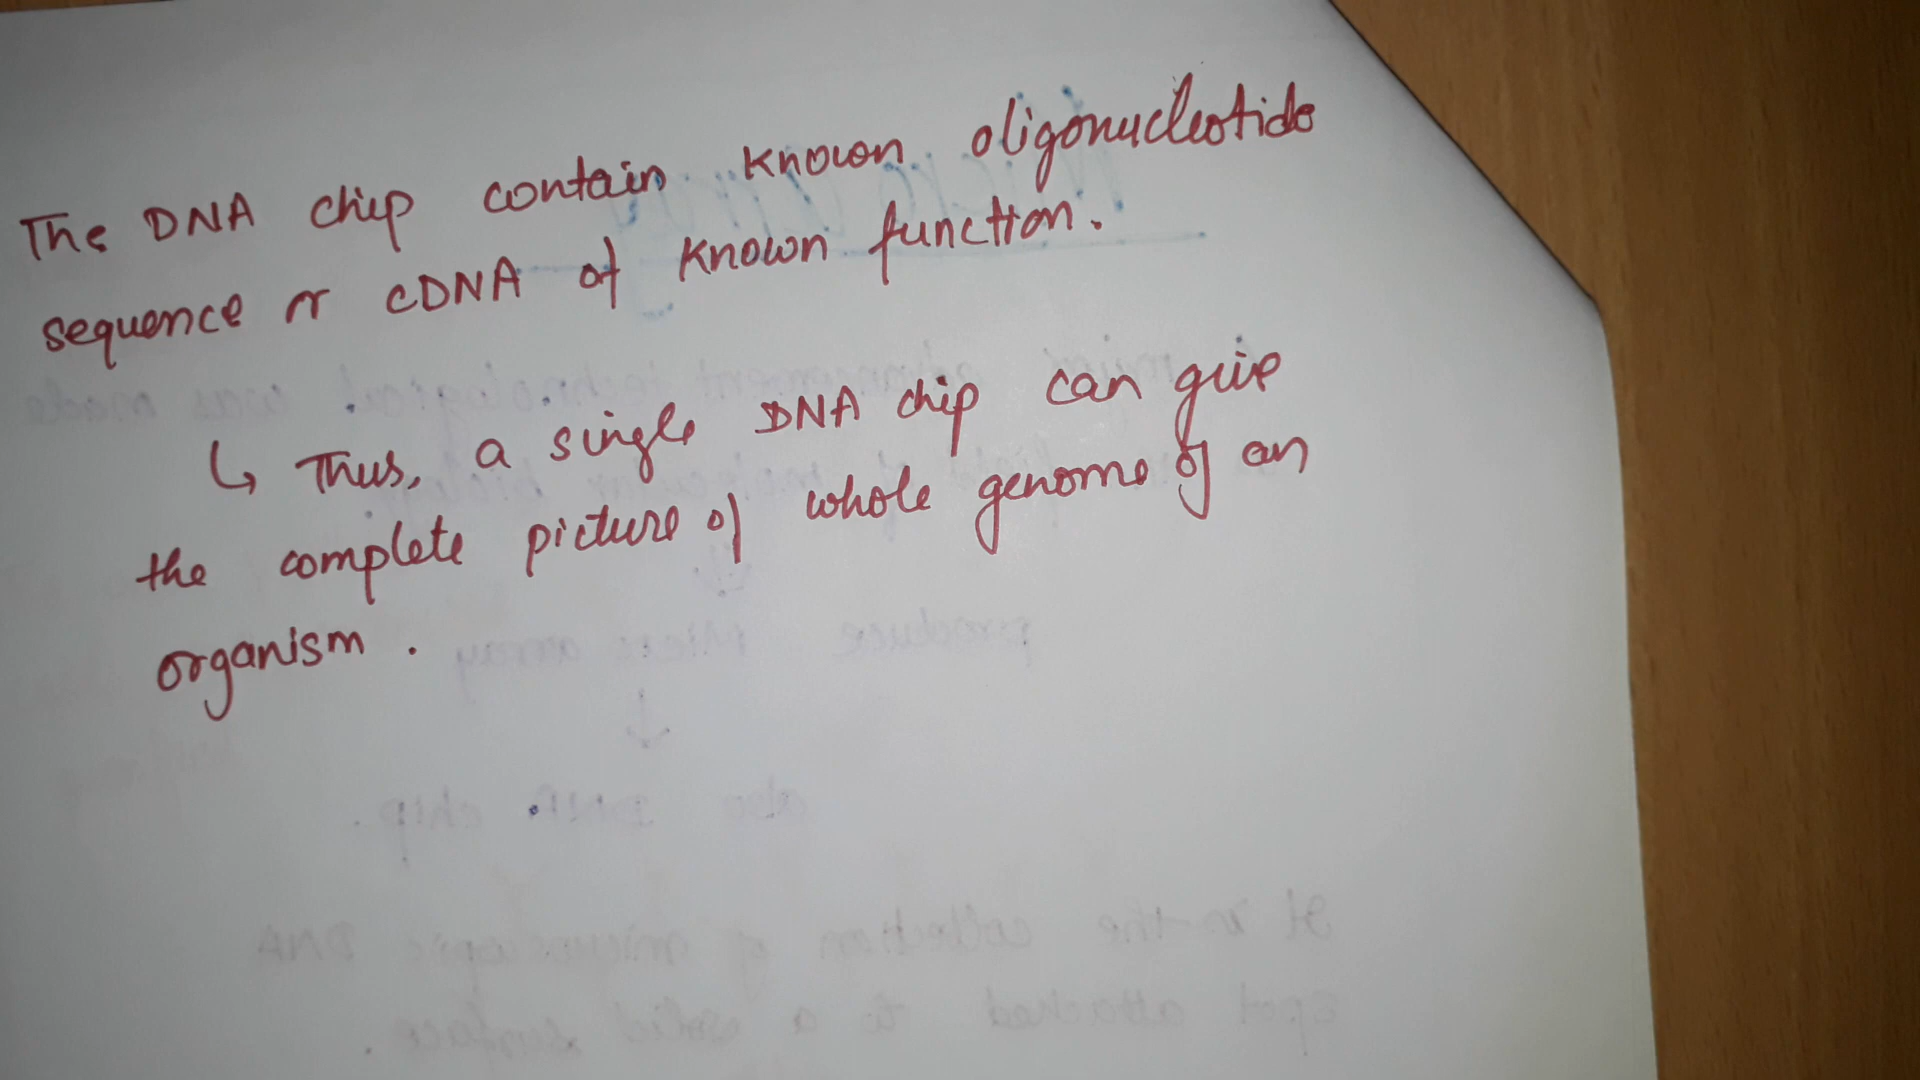 The DNA chip contain known oligonucleotide
sequence or cDNA of known function.
↳ Thus, a single DNA chip can give
the complete picture of whole genome of an
organism.